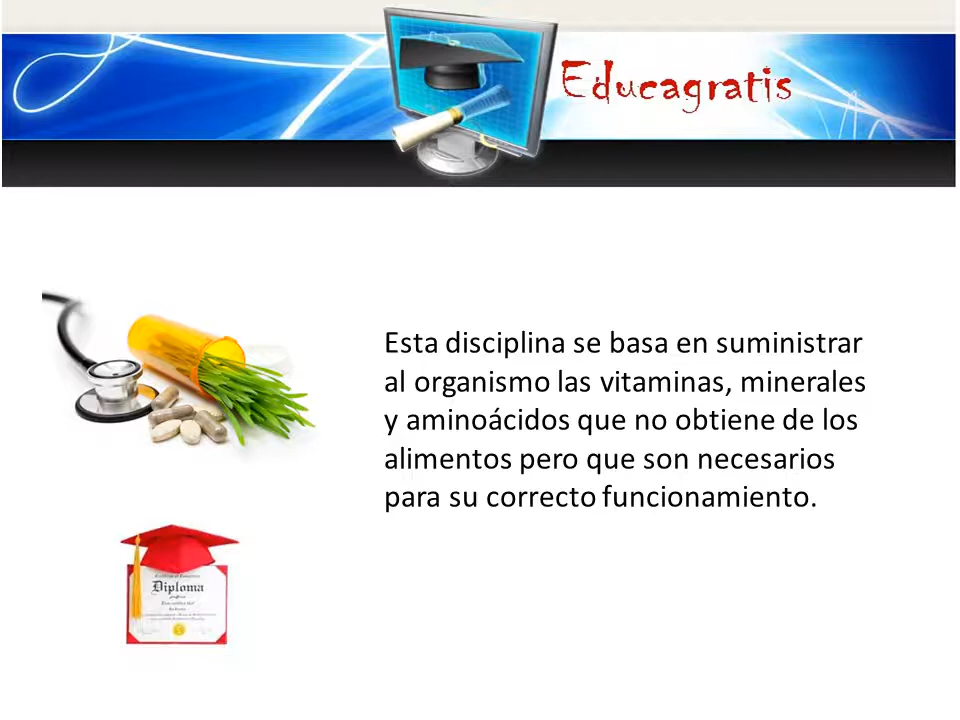 Educagratis
Esta disciplina se basa en suministrar
al organismo las vitaminas, minerales
y aminoácidos que no obtiene de los
alimentos pero que son necesarios
para su correcto funcionamiento.
Diploma